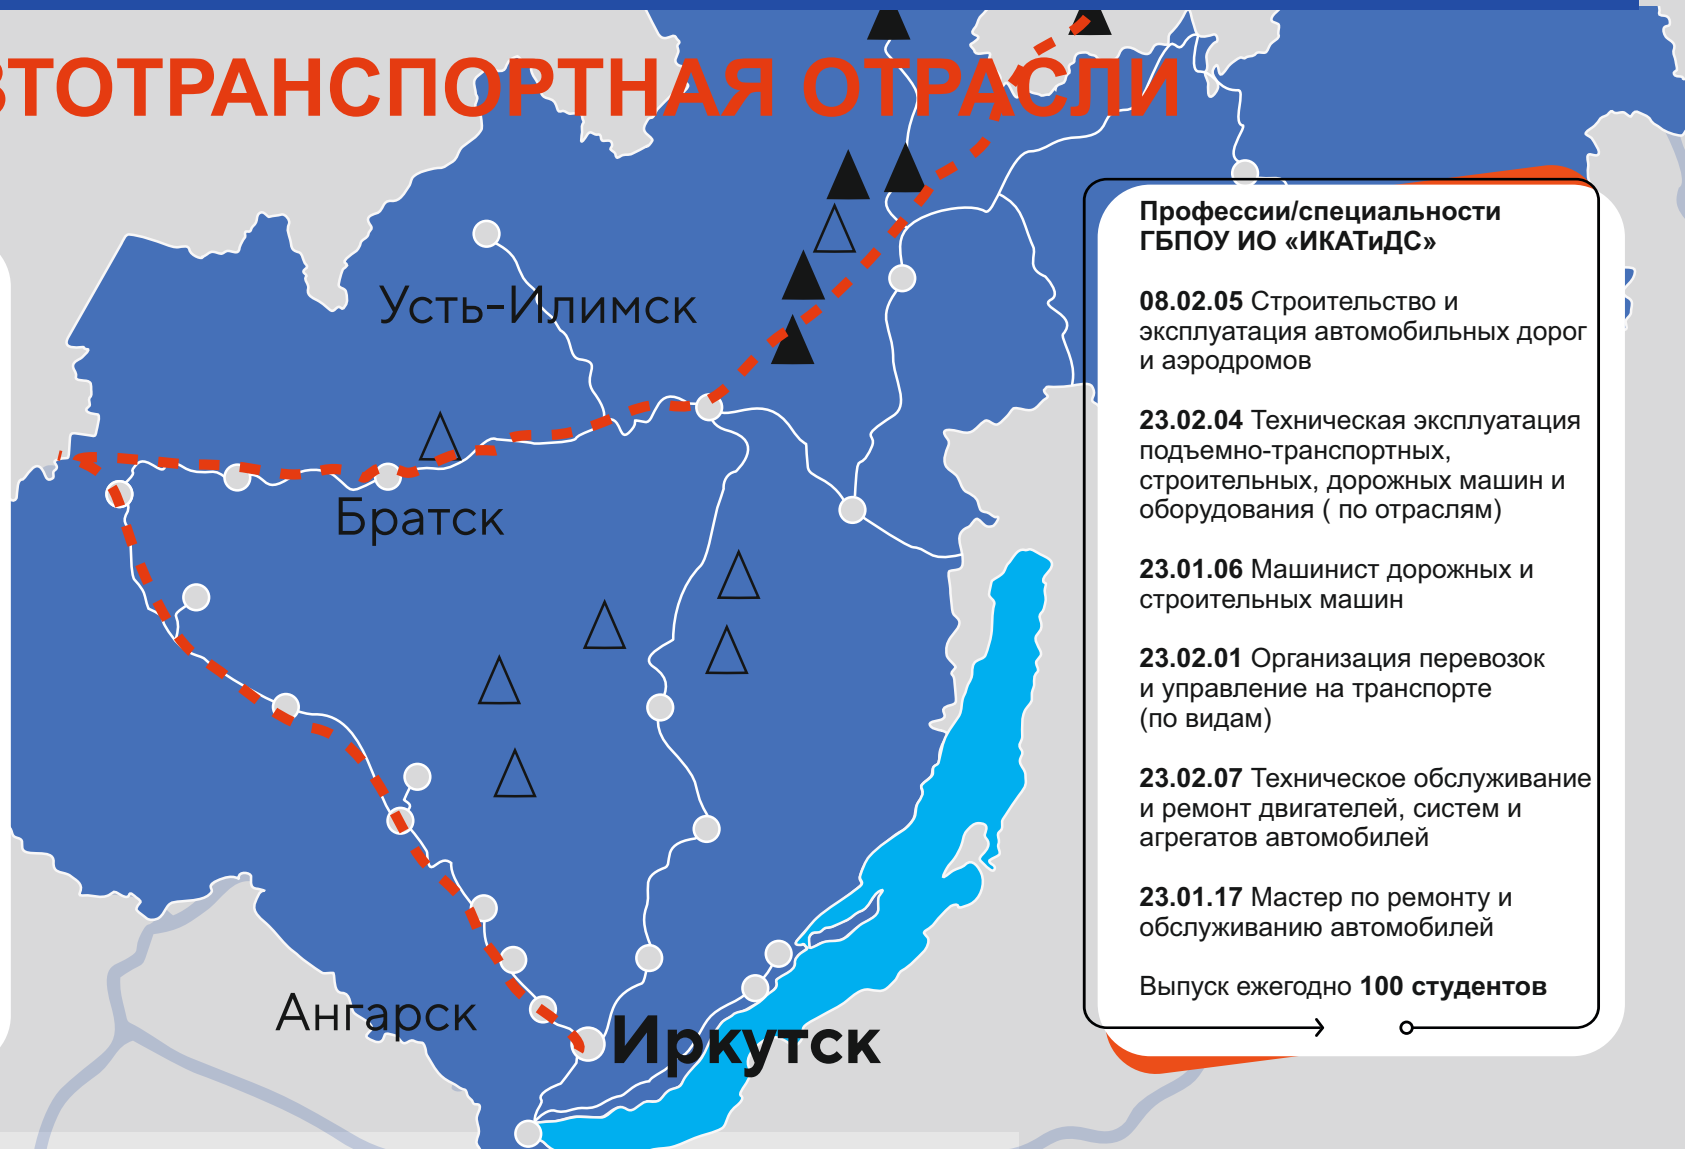 ВТОТРАНСПОРТНАЯ ОТРАСЛИ
Усть-Илимск
Братск
Ангарск
Иркутск
Профессии/специальности
ГБПОУ ИО «ИКАТиДС»
08.02.05 Строительство и
эксплуатация автомобильных дорог
и аэродромов
23.02.04 Техническая эксплуатация
подъемно-транспортных,
строительных, дорожных машин и
оборудования ( по отраслям)
23.01.06 Машинист дорожных и
строительных машин
23.02.01 Организация перевозок
и управление на транспорте
(по видам)
23.02.07 Техническое обслуживание
и ремонт двигателей, систем и
агрегатов автомобилей
23.01.17 Мастер по ремонту и
обслуживанию автомобилей
Выпуск ежегодно 100 студентов